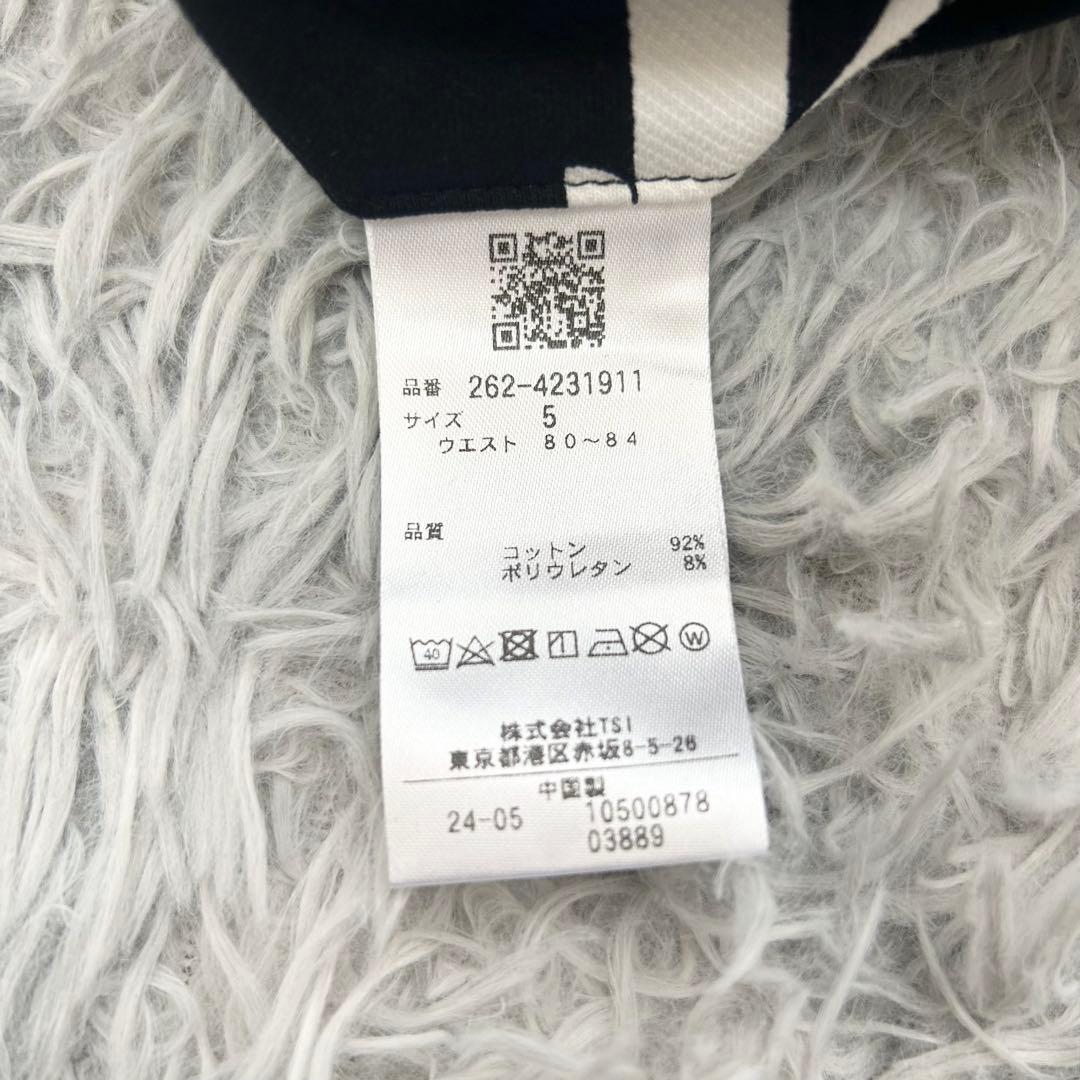 品番 262-4231911
サイズ 5
ウエスト 80～84
品質
コットン 92%
ポリウレタン 8%
40
W
株式会社TSI
東京都港区赤坂8-5-26
中国製
24-05 10500878
03889